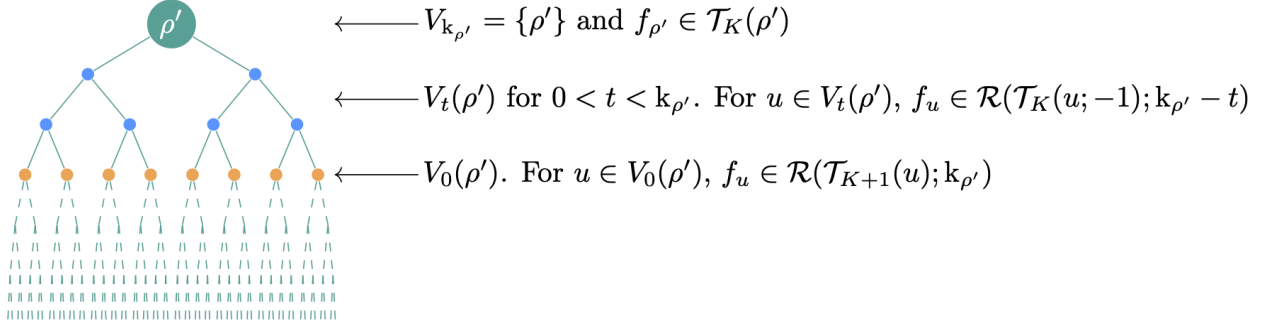 ρ′
V_{k_{ρ′}} = {ρ′} and f_{ρ′} ∈ 𝒯_K(ρ′)
V_t(ρ′) for 0 < t < k_{ρ′}. For u ∈ V_t(ρ′), f_u ∈ ℛ(𝒯_K(u; −1); k_{ρ′} − t)
V_0(ρ′). For u ∈ V_0(ρ′), f_u ∈ ℛ(𝒯_{K+1}(u); k_{ρ′})